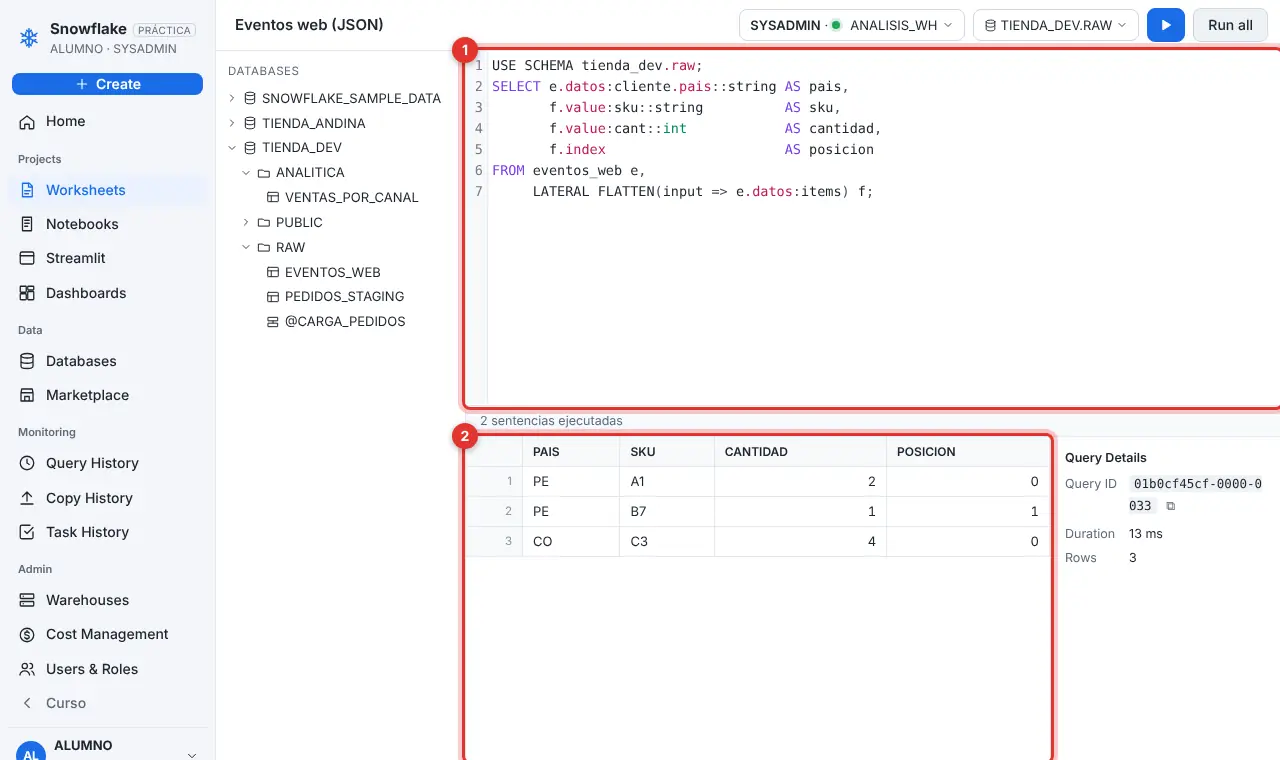 Snowflake PRÁCTICA
ALUMNO · SYSADMIN
+ Create
Home
Projects
Worksheets
Notebooks
Streamlit
Dashboards
Data
Databases
Marketplace
Monitoring
Query History
Copy History
Task History
Admin
Warehouses
Cost Management
Users & Roles
Curso
AL ALUMNO
Eventos web (JSON)
SYSADMIN · ANALISIS_WH
TIENDA_DEV.RAW
Run all
DATABASES
SNOWFLAKE_SAMPLE_DATA
TIENDA_ANDINA
TIENDA_DEV
ANALITICA
VENTAS_POR_CANAL
PUBLIC
RAW
EVENTOS_WEB
PEDIDOS_STAGING
@CARGA_PEDIDOS
1
1 USE SCHEMA tienda_dev.raw;
2 SELECT e.datos:cliente.pais::string AS pais,
3 f.value:sku::string AS sku,
4 f.value:cant::int AS cantidad,
5 f.index AS posicion
6 FROM eventos_web e,
7 LATERAL FLATTEN(input => e.datos:items) f;
2 sentencias ejecutadas
2
PAIS SKU CANTIDAD POSICION
1 PE A1 2 0
2 PE B7 1 1
3 CO C3 4 0
Query Details
Query ID 01b0cf45cf-0000-0
033
Duration 13 ms
Rows 3